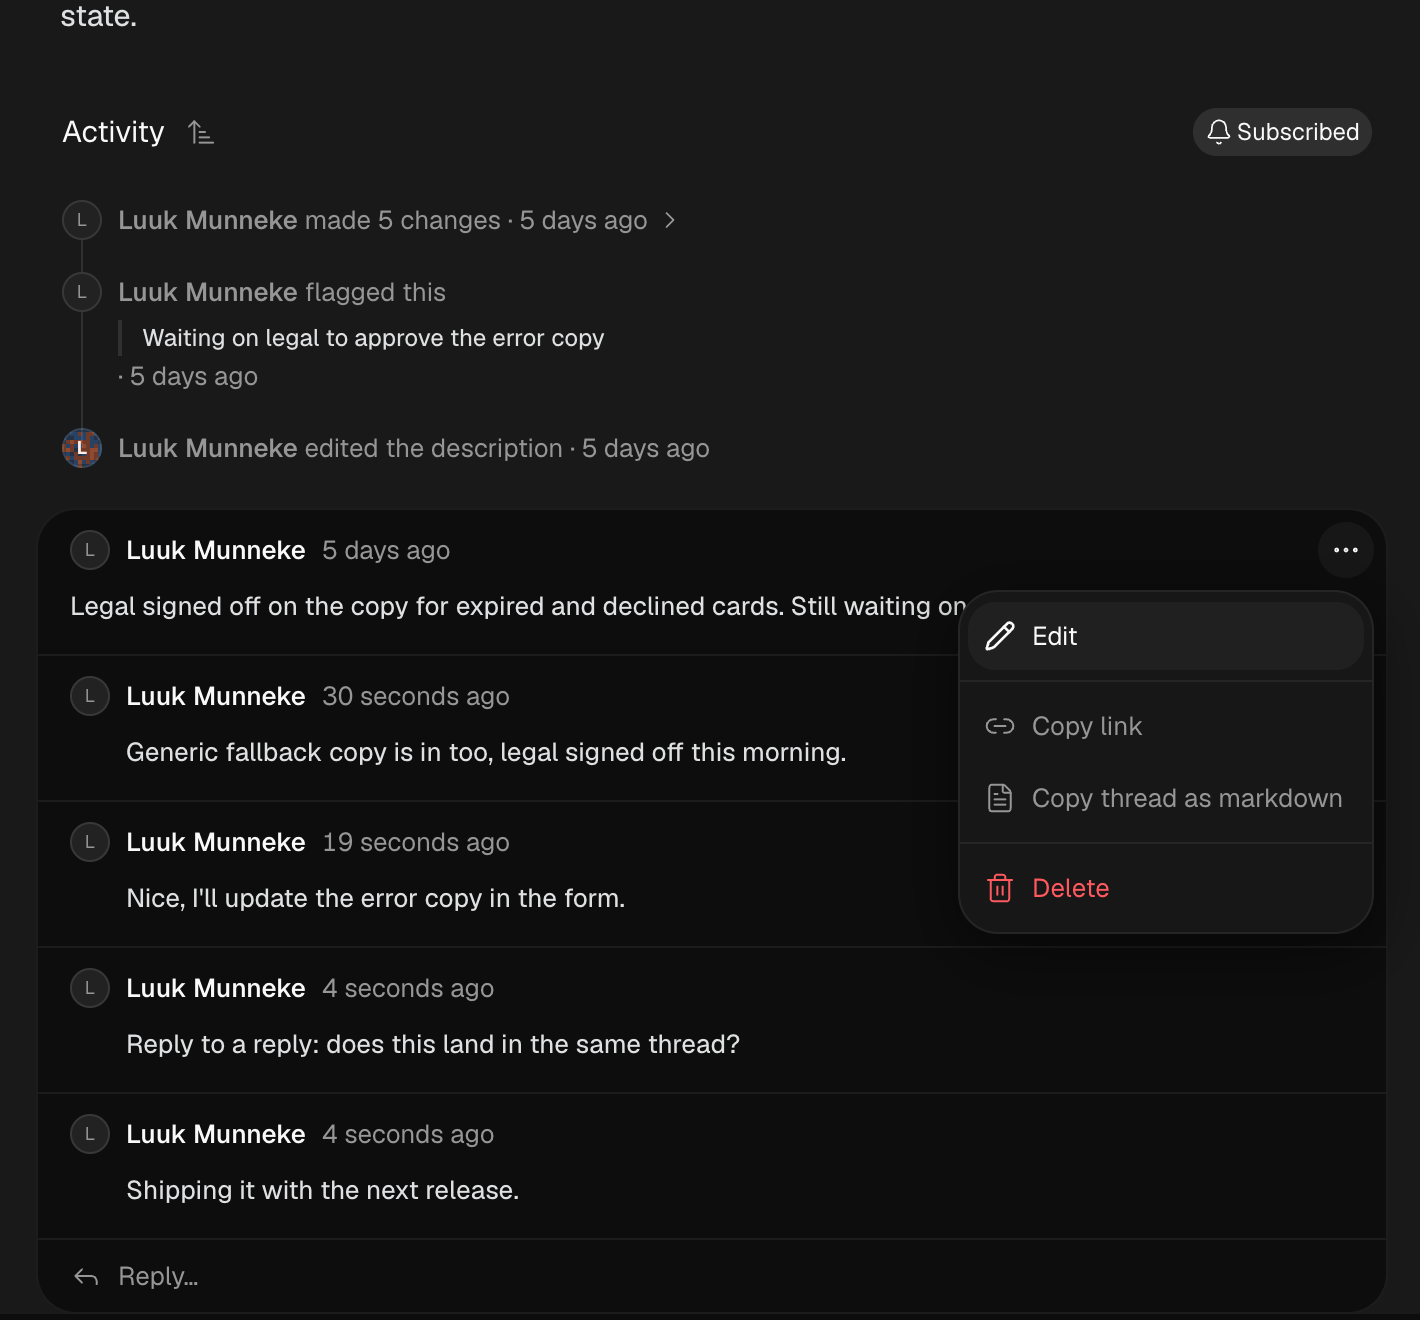 state.
Activity
Subscribed
L
Luuk Munneke made 5 changes · 5 days ago
L
Luuk Munneke flagged this
Waiting on legal to approve the error copy
· 5 days ago
L
Luuk Munneke edited the description · 5 days ago
L
Luuk Munneke 5 days ago
Legal signed off on the copy for expired and declined cards. Still waiting on
Edit
Copy link
Copy thread as markdown
Delete
L
Luuk Munneke 30 seconds ago
Generic fallback copy is in too, legal signed off this morning.
L
Luuk Munneke 19 seconds ago
Nice, I'll update the error copy in the form.
L
Luuk Munneke 4 seconds ago
Reply to a reply: does this land in the same thread?
L
Luuk Munneke 4 seconds ago
Shipping it with the next release.
Reply...